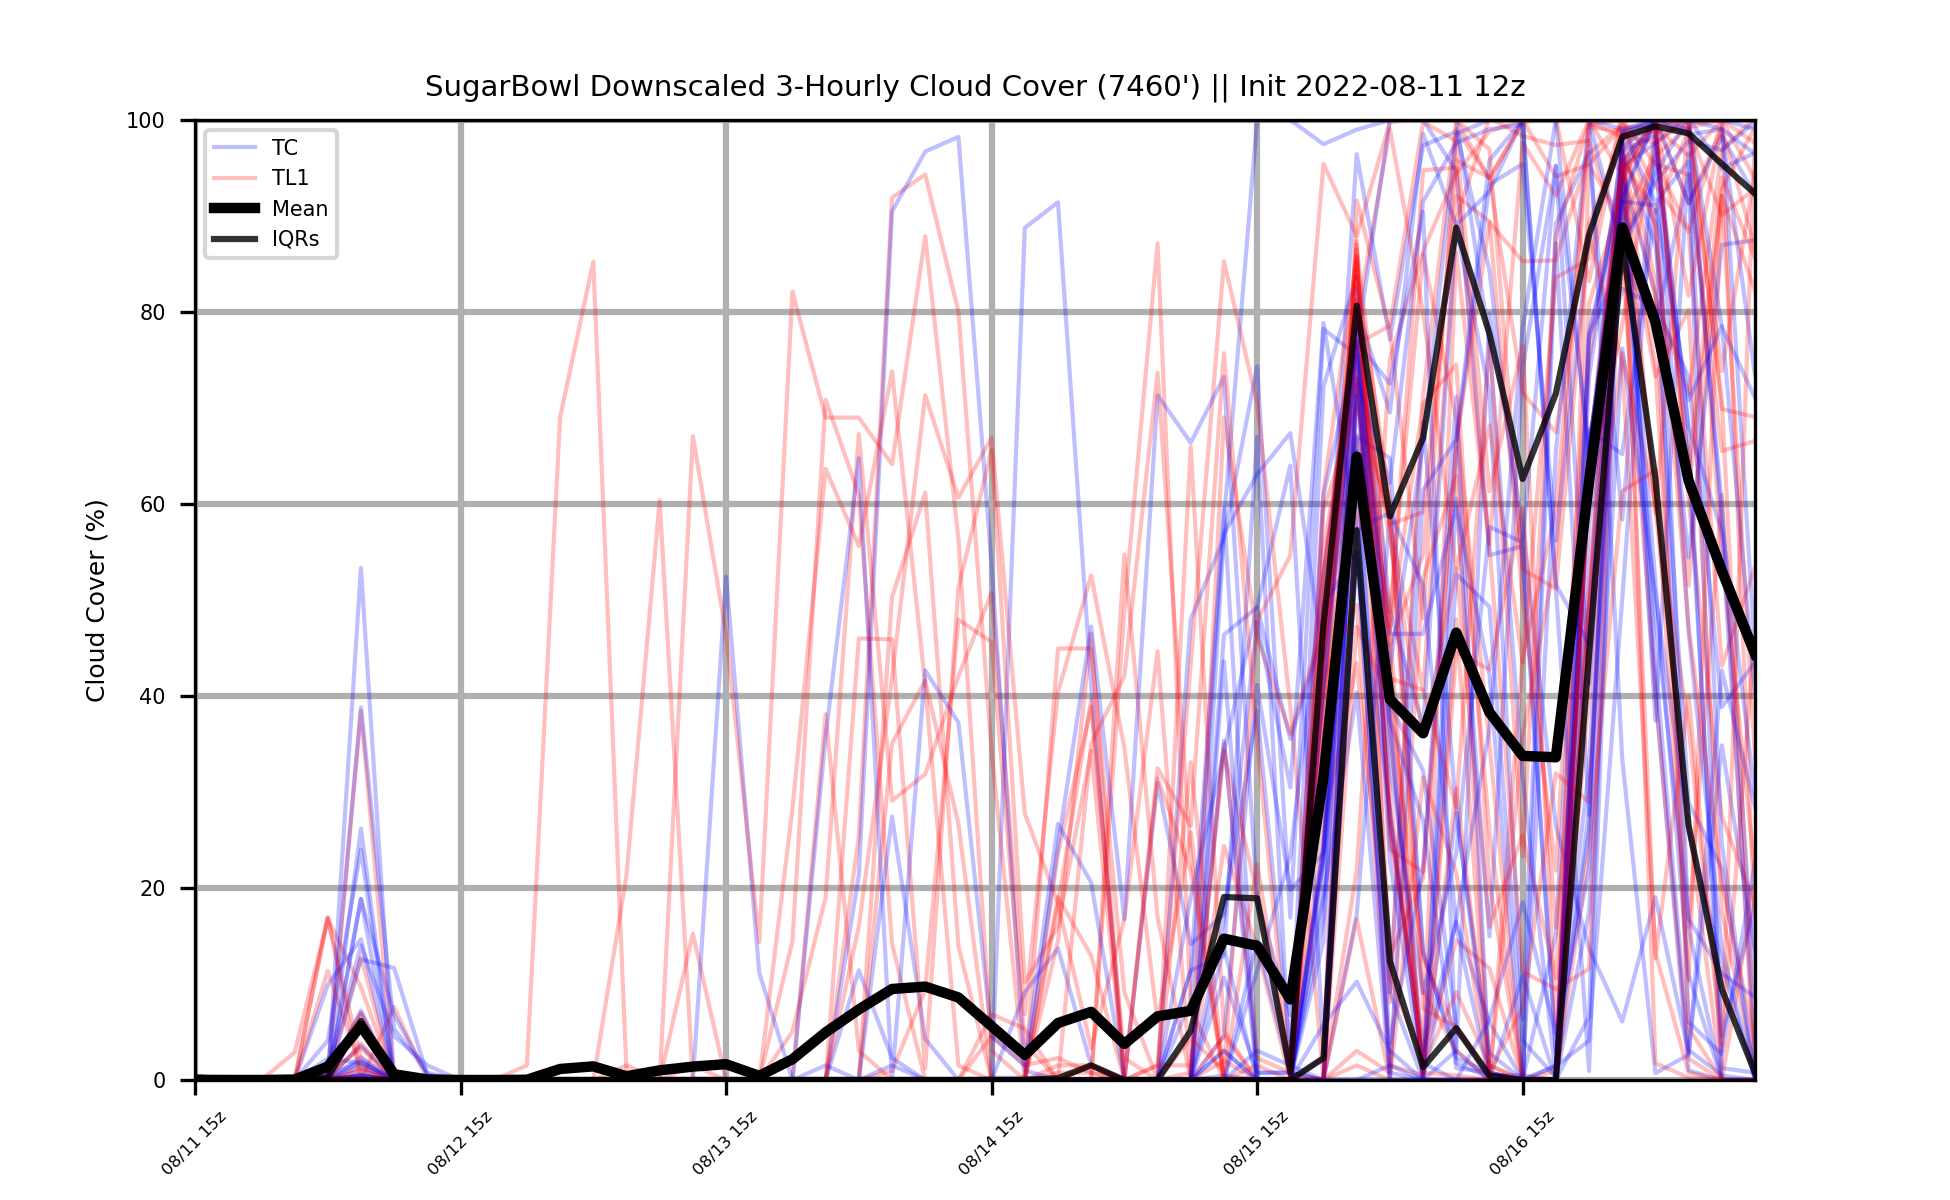 SugarBowl Downscaled 3-Hourly Cloud Cover (7460') || Init 2022-08-11 12z
100
80
60
40
20
0
Cloud Cover (%)
TC
TL1
Mean
IQRs
08/11 15z
08/12 15z
08/13 15z
08/14 15z
08/15 15z
08/16 15z